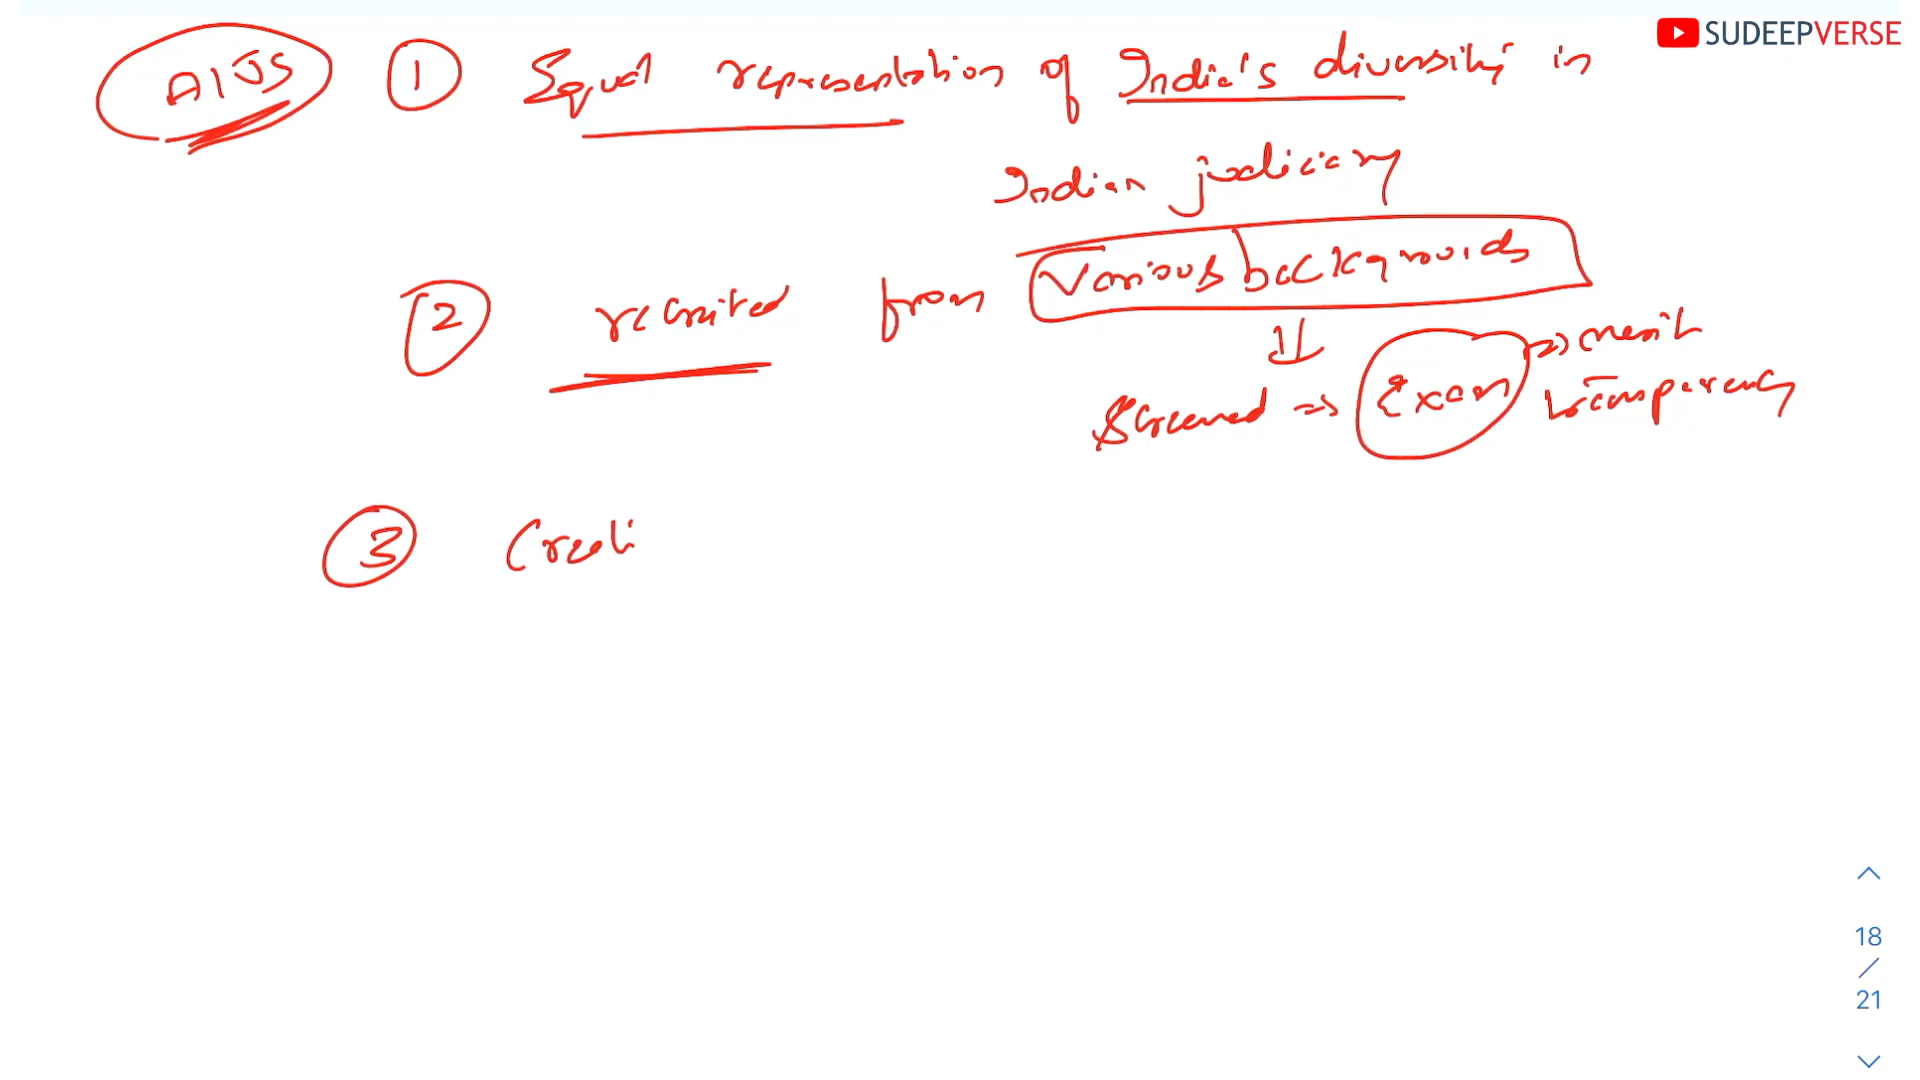 SUDEEPVERSE
AIJS
① Equal representation of India's diversity in
Indian judiciary
② recruited from Various backgrounds
Screened ⇒ Exam ⇒ merit
transparency
③ Creati
18
/
21